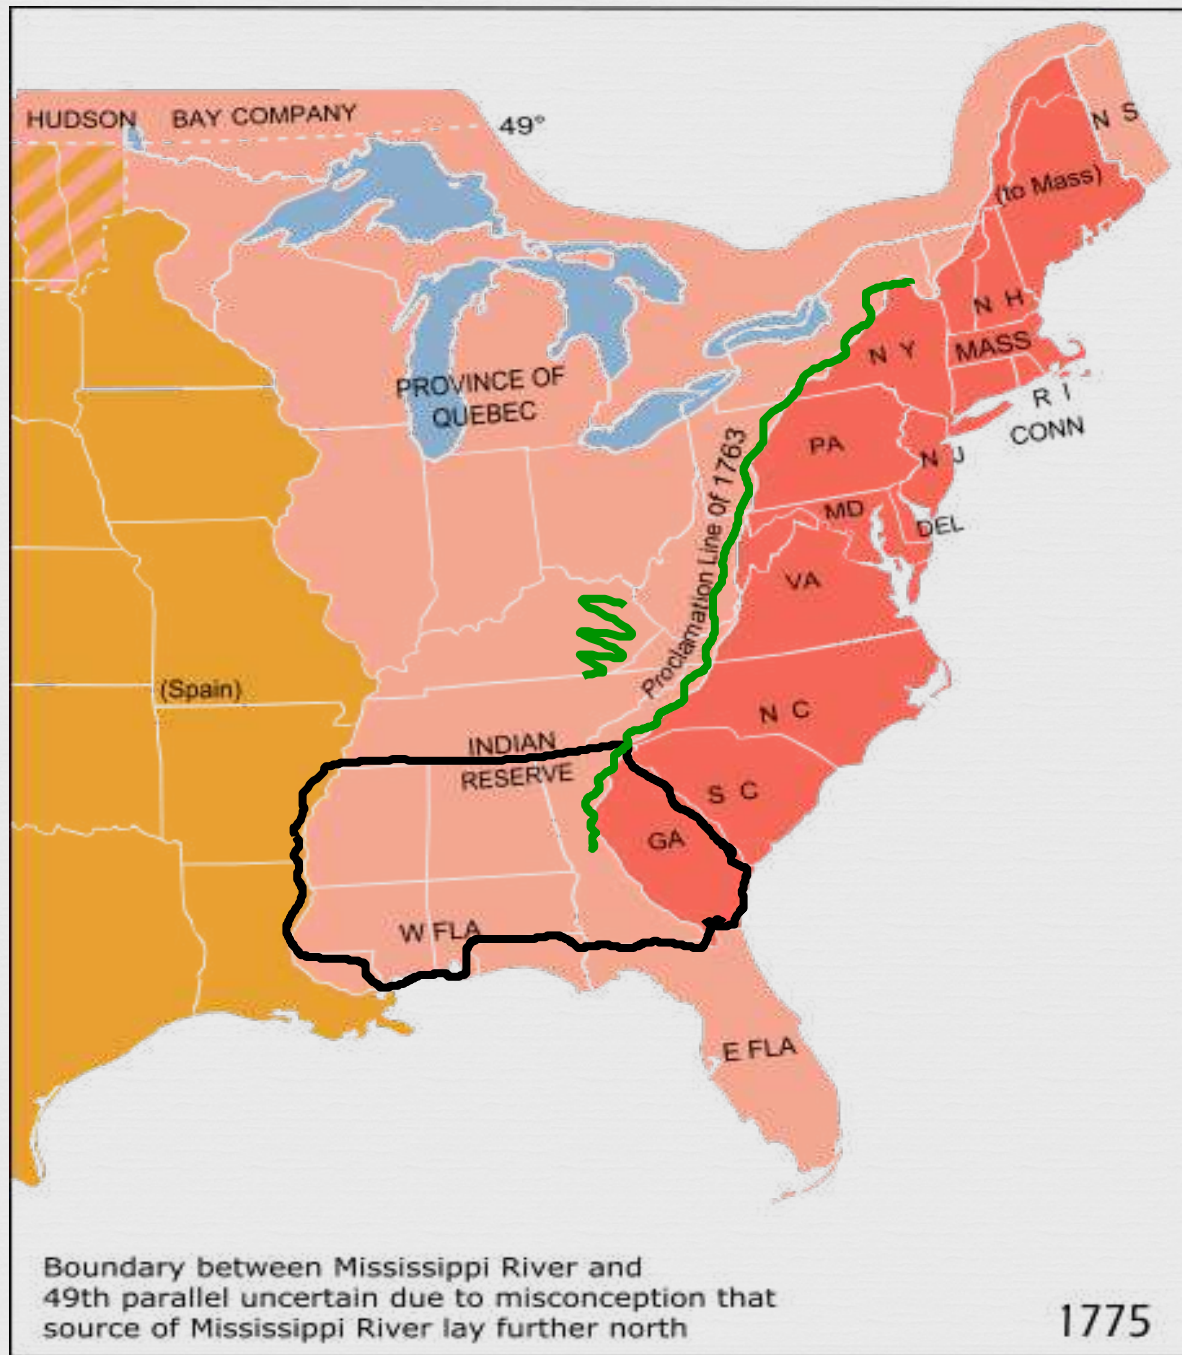 HUDSON BAY COMPANY
49°
N S
(to Mass)
N H
N Y
MASS
R I
CONN
PROVINCE OF
QUEBEC
PA
N J
Proclamation Line 0f 1763
MD
DEL
VA
(Spain)
N C
INDIAN
RESERVE
S C
GA
W FLA
E FLA
Boundary between Mississippi River and
49th parallel uncertain due to misconception that
source of Mississippi River lay further north
1775